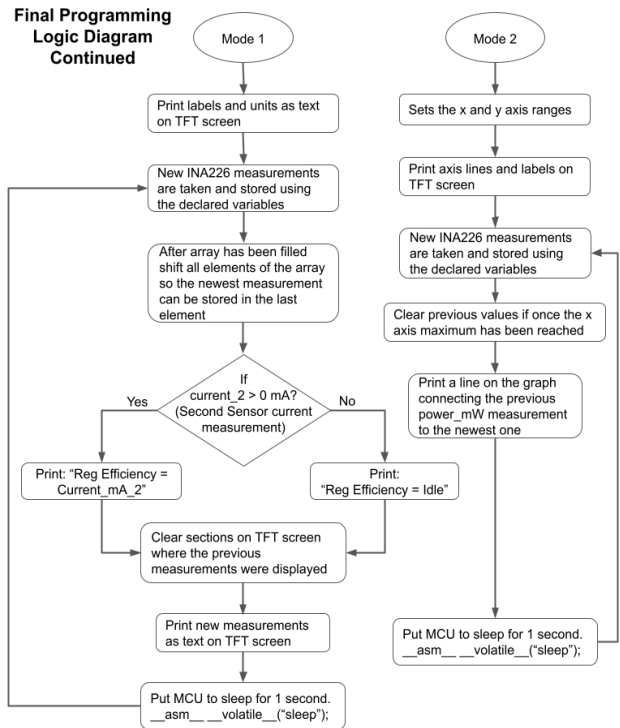 Final Programming
Logic Diagram
Continued
Mode 1
Print labels and units as text
on TFT screen
New INA226 measurements
are taken and stored using
the declared variables
After array has been filled
shift all elements of the array
so the newest measurement
can be stored in the last
element
If
current_2 > 0 mA?
(Second Sensor current
measurement)
Yes
No
Print: “Reg Efficiency =
Current_mA_2”
Print:
“Reg Efficiency = Idle”
Clear sections on TFT screen
where the previous
measurements were displayed
Print new measurements
as text on TFT screen
Put MCU to sleep for 1 second.
__asm__ __volatile__(“sleep”);
Mode 2
Sets the x and y axis ranges
Print axis lines and labels on
TFT screen
New INA226 measurements
are taken and stored using
the declared variables
Clear previous values if once the x
axis maximum has been reached
Print a line on the graph
connecting the previous
power_mW measurement
to the newest one
Put MCU to sleep for 1 second.
__asm__ __volatile__(“sleep”);